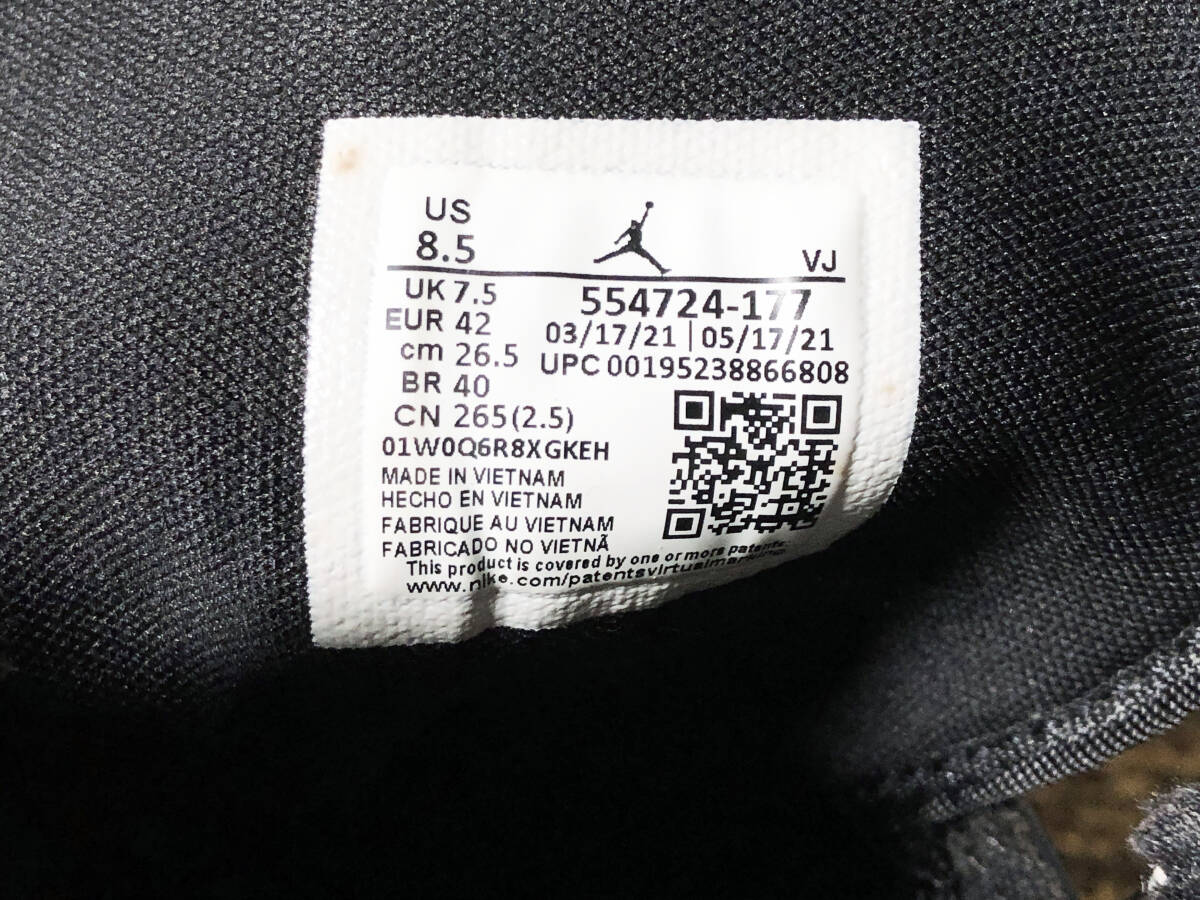 US
8.5
VJ
UK 7.5
EUR 42
cm 26.5
BR 40
CN 265(2.5)
554724-177
03/17/21 | 05/17/21
UPC 00195238866808
01W0Q6R8XGKEH
MADE IN VIETNAM
HECHO EN VIETNAM
FABRIQUE AU VIETNAM
FABRICADO NO VIETNÃ
This product is covered by one or more patents.
www.nike.com/patentsvirtualmarking